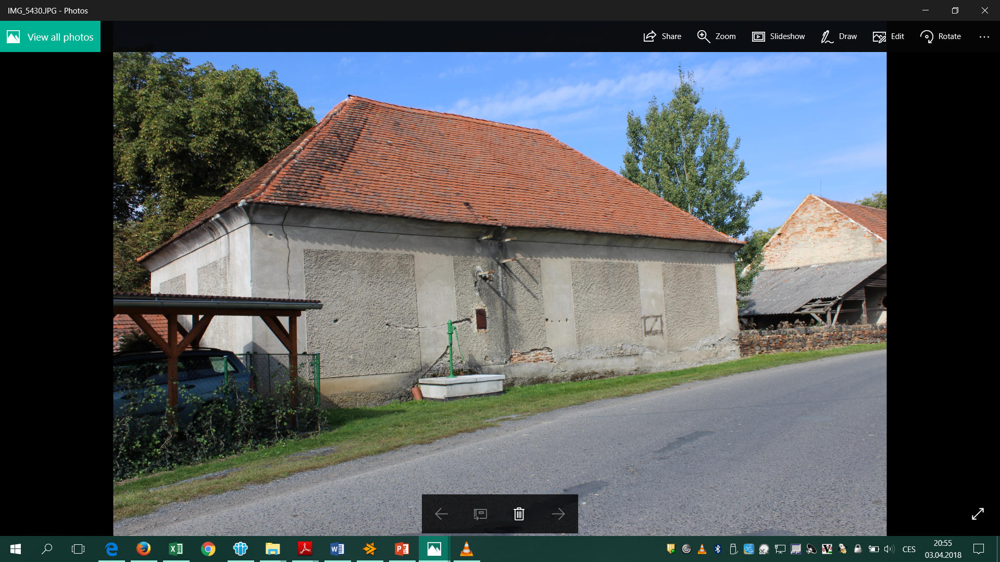 IMG_5430.JPG - Photos
View all photos
Share
Zoom
Slideshow
Draw
Edit
Rotate
CES
20:55
03.04.2018